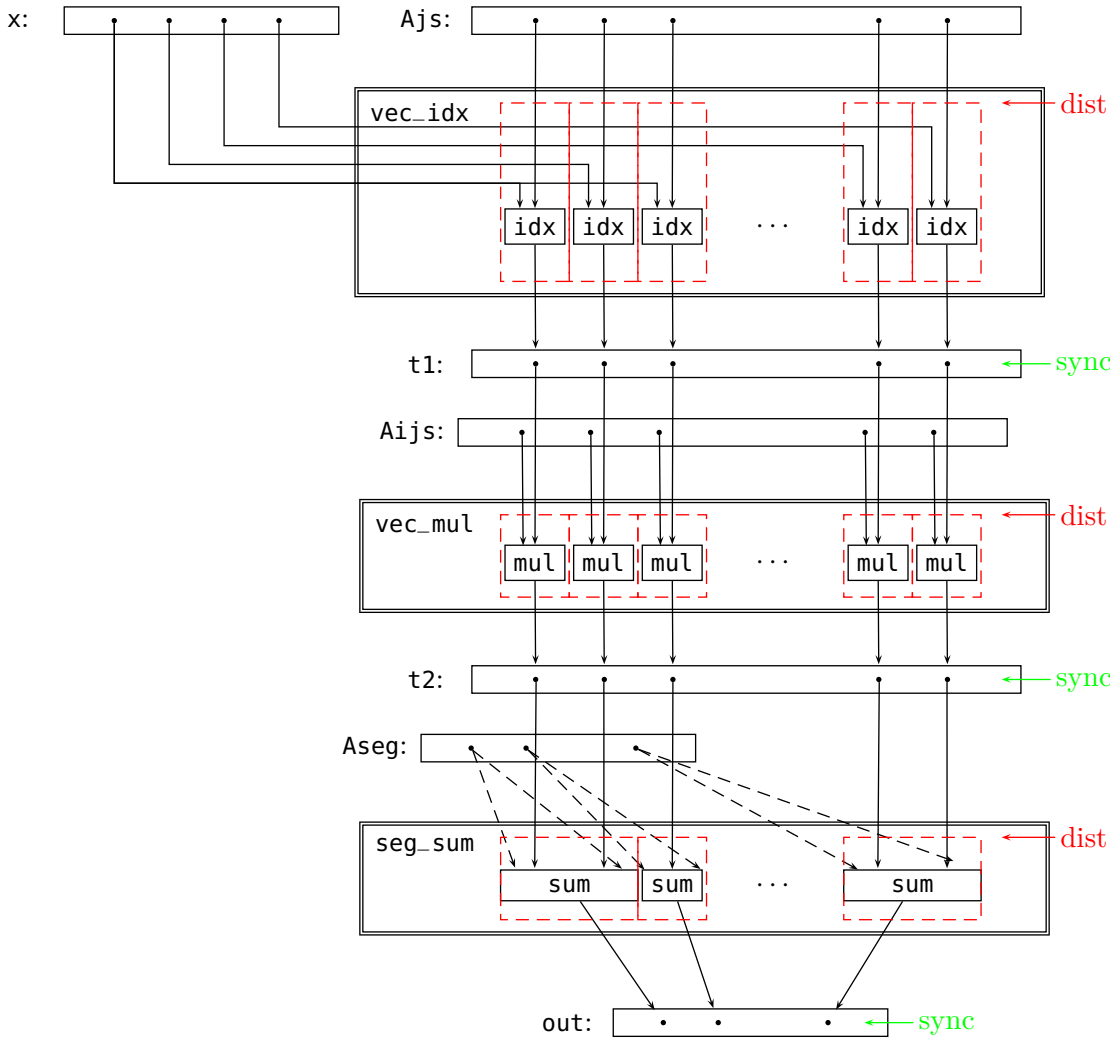 x: Ajs:
dist
vec_idx
idx idx idx ... idx idx
t1: sync
Aijs:
dist
vec_mul
mul mul mul ... mul mul
t2: sync
Aseg:
dist
seg_sum
sum sum ... sum
out: sync